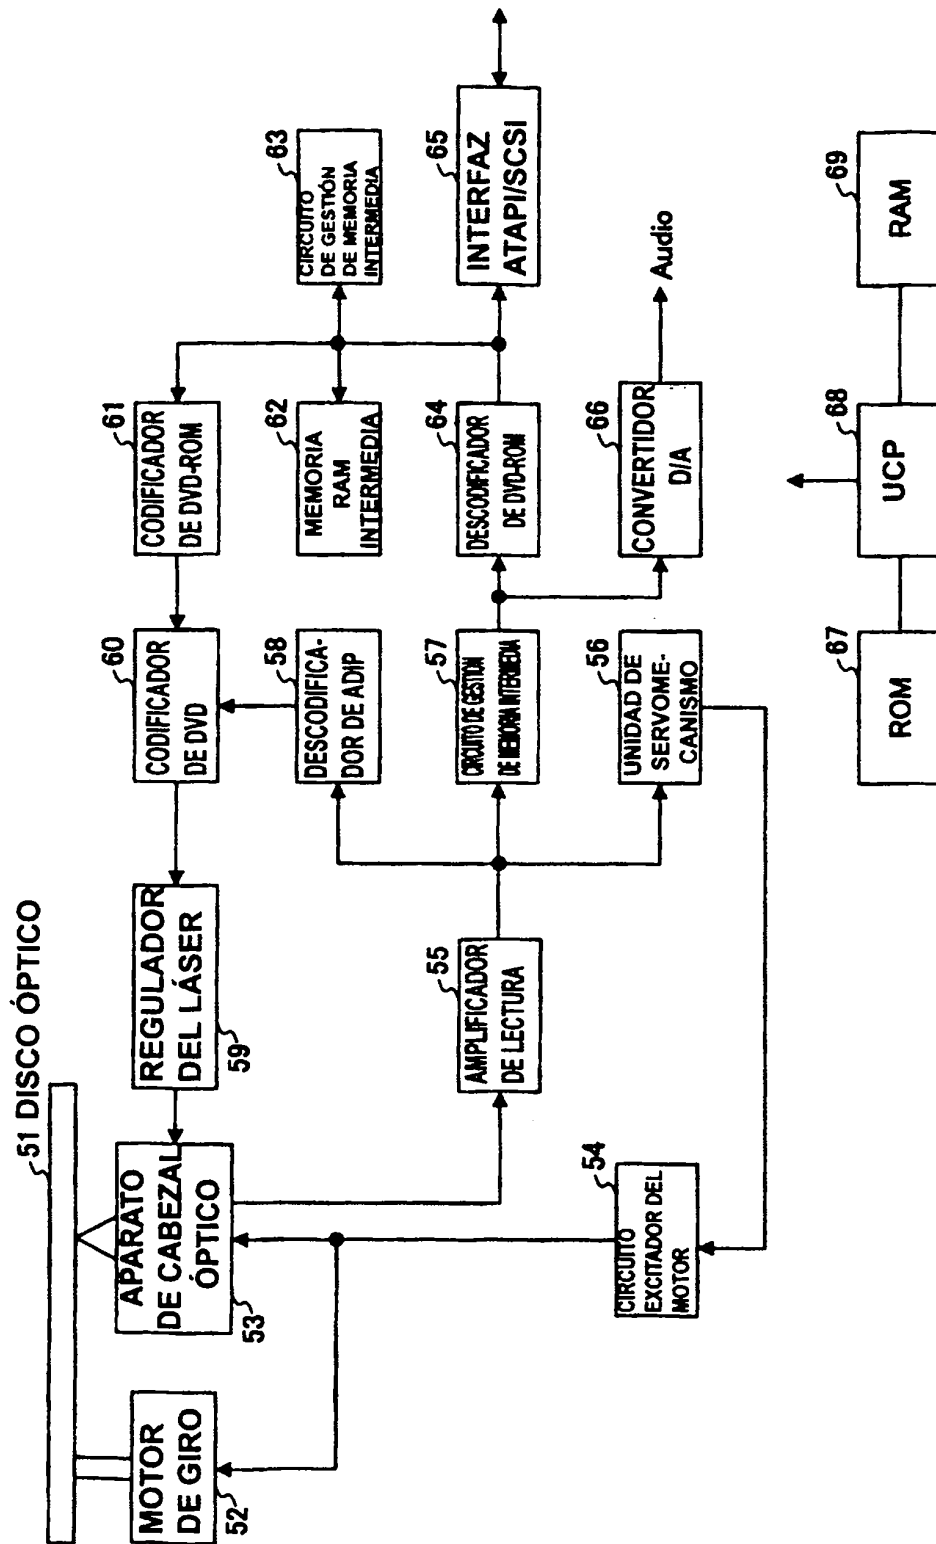 51 DISCO ÓPTICO
MOTOR
DE GIRO
52
APARATO
DE CABEZAL
ÓPTICO
53
REGULADOR
DEL LÁSER
59
60
CODIFICADOR
DE DVD
61
CODIFICADOR
DE DVD-ROM
58
DESCODIFICA-
DOR DE ADIP
62
MEMORIA
RAM
INTERMEDIA
63
CIRCUITO
DE GESTIÓN
DE MEMORIA
INTERMEDIA
55
AMPLIFICADOR
DE LECTURA
57
CIRCUITO DE GESTIÓN
DE MEMORIA INTERMEDIA
64
DESCODIFICADOR
DE DVD-ROM
65
INTERFAZ
ATAPI/SCSI
54
CIRCUITO
EXCITADOR DEL
MOTOR
56
UNIDAD DE
SERVOME-
CANISMO
66
CONVERTIDOR
D/A
Audio
67
ROM
68
UCP
69
RAM